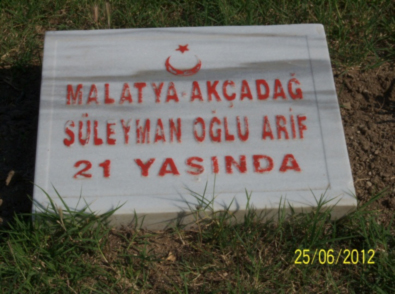 MALATYA-AKÇADAĞ
SÜLEYMAN OĞLU ARİF
21 YAŞINDA
25/06/2012